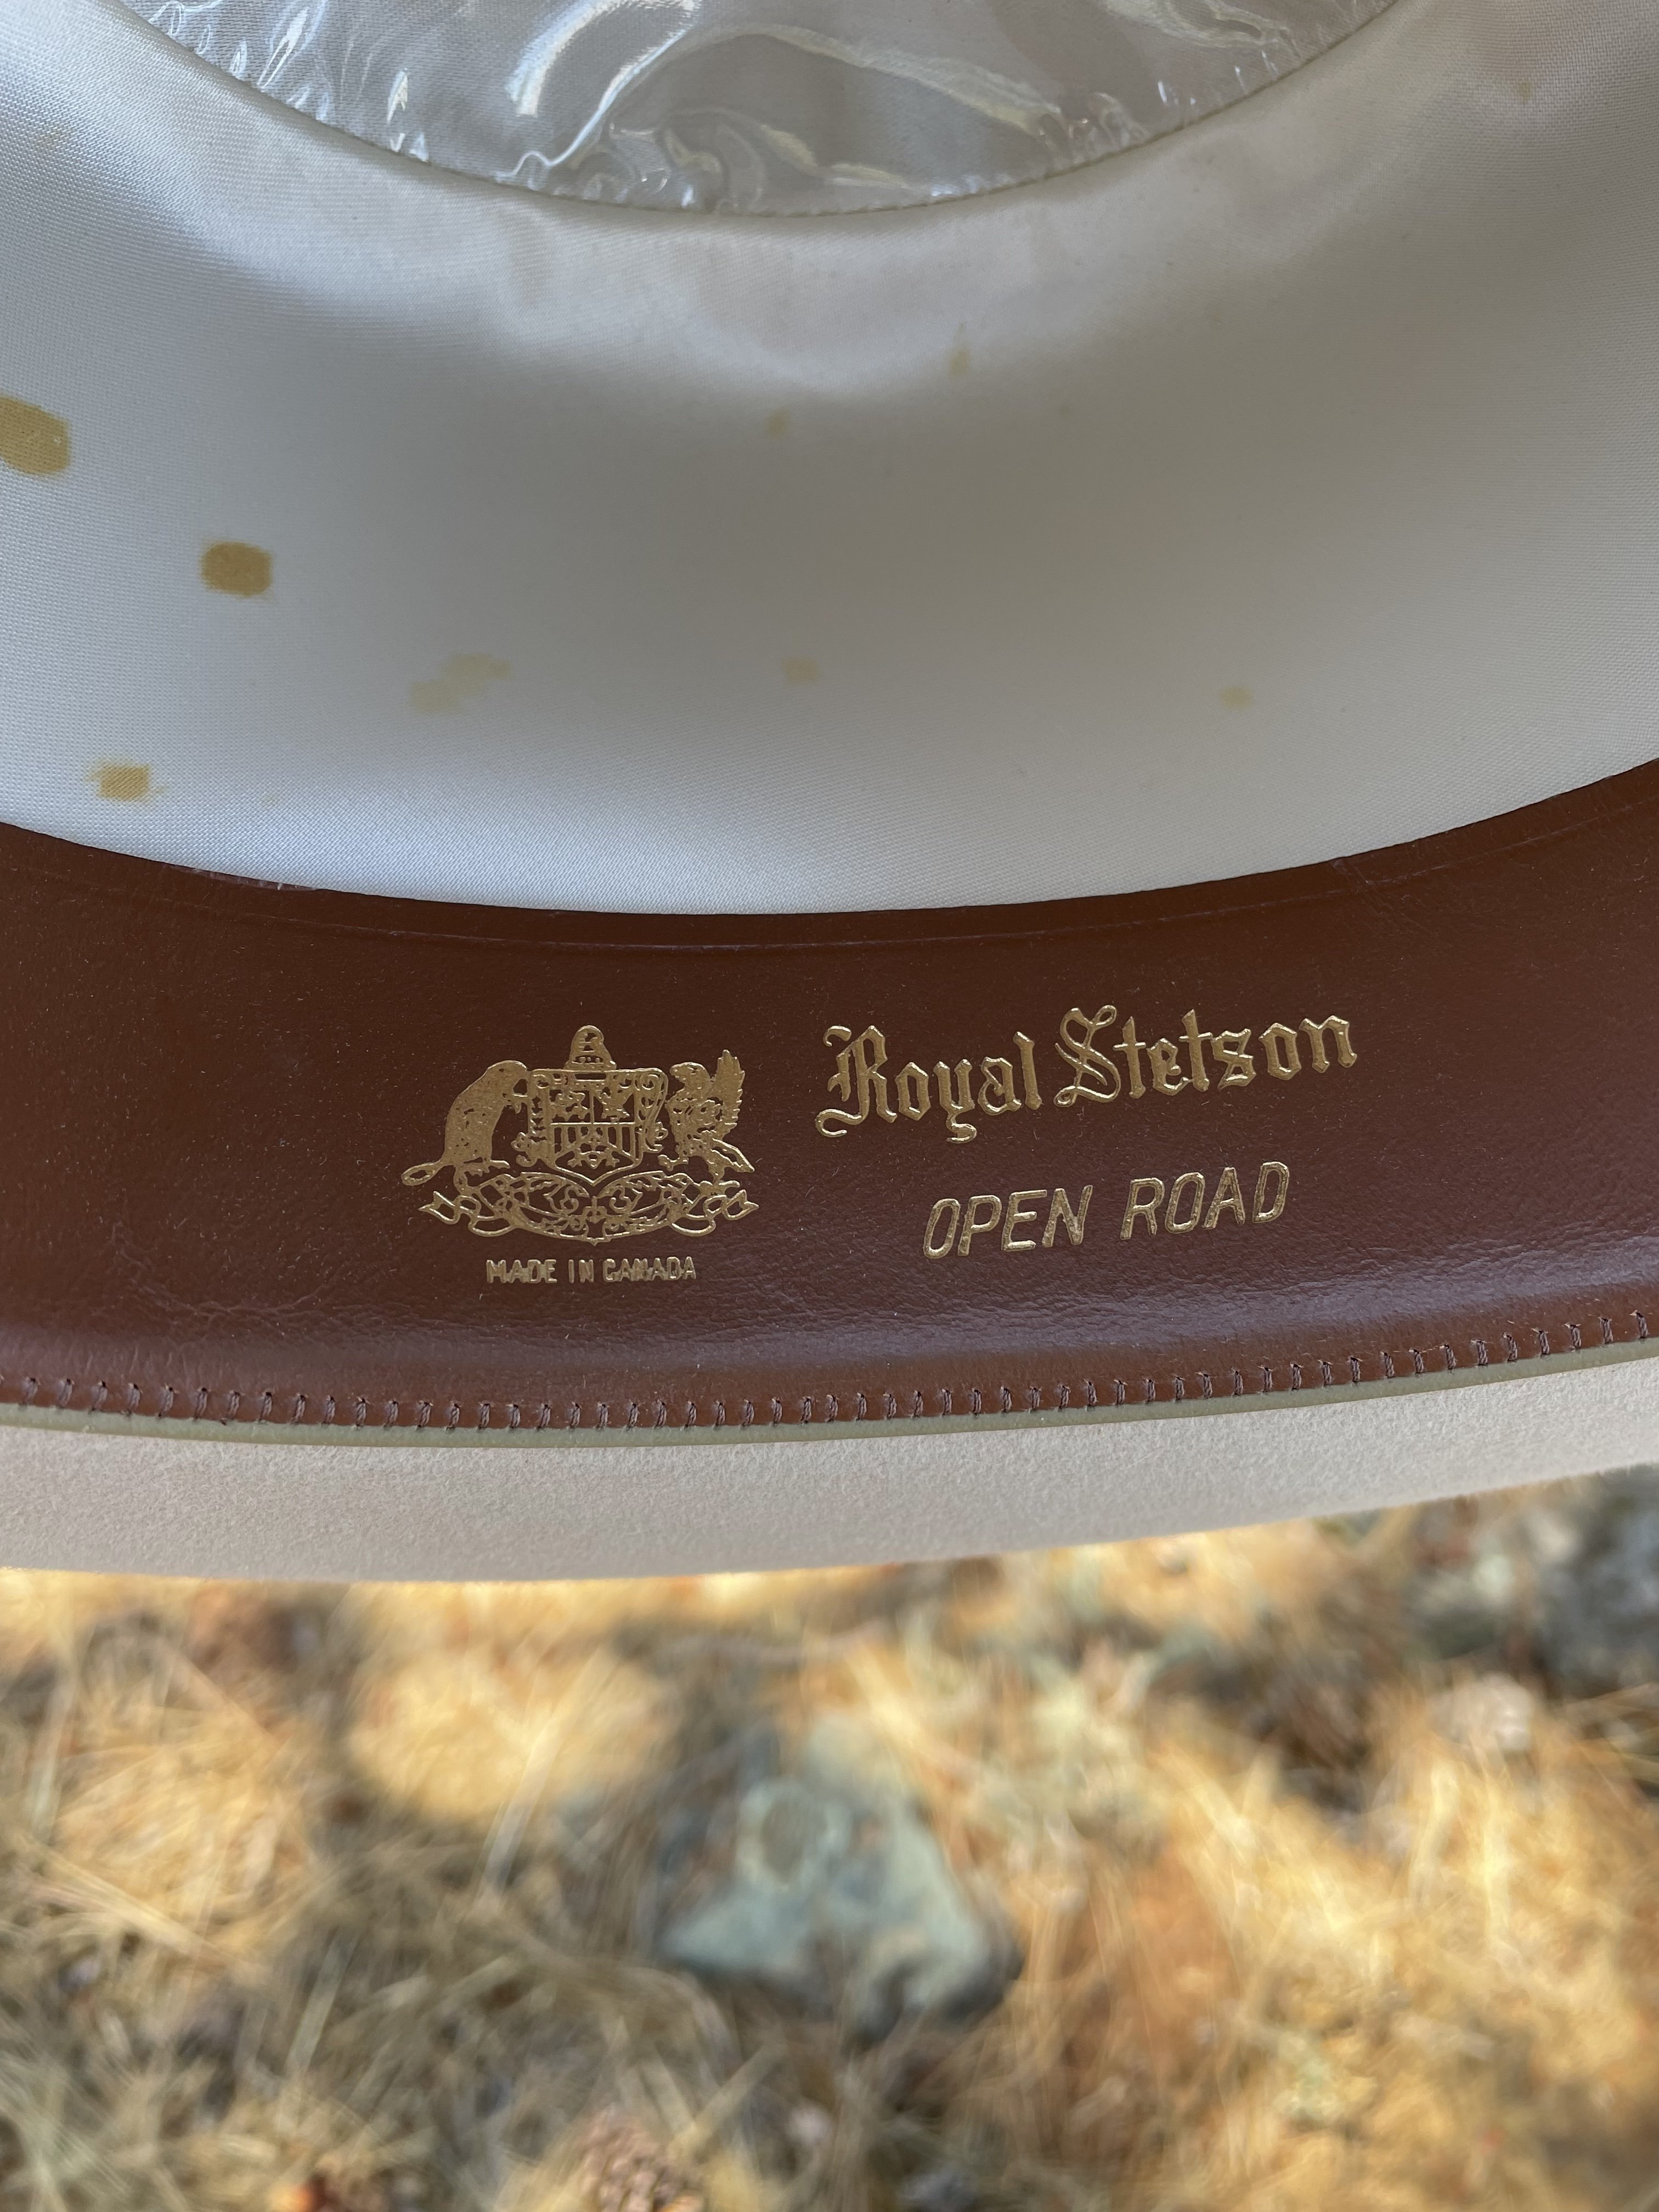 Royal Stetson
OPEN ROAD
MADE IN CANADA